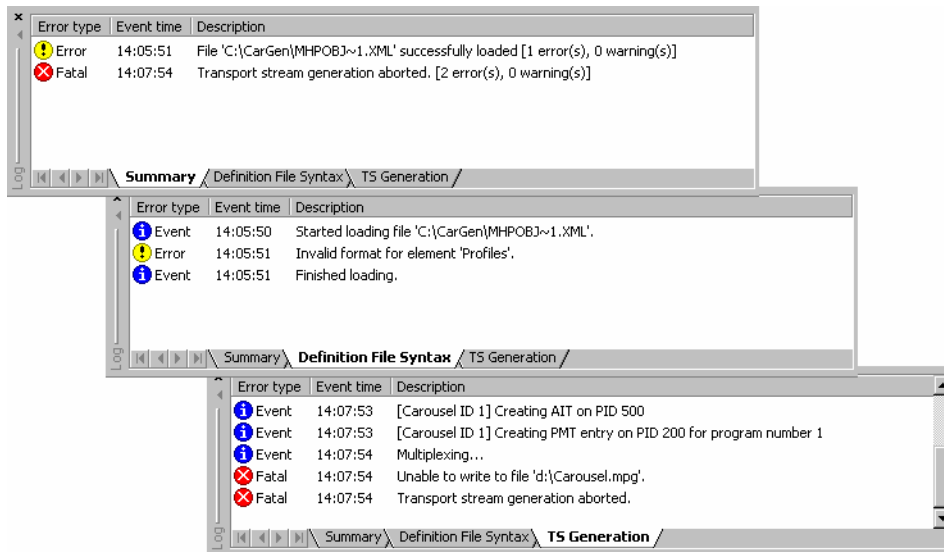 Error type Event time Description
Error 14:05:51 File 'C:\CarGen\MHPOBJ~1.XML' successfully loaded [1 error(s), 0 warning(s)]
Fatal 14:07:54 Transport stream generation aborted. [2 error(s), 0 warning(s)]
Log
Summary Definition File Syntax TS Generation
Error type Event time Description
Event 14:05:50 Started loading file 'C:\CarGen\MHPOBJ~1.XML'.
Error 14:05:51 Invalid format for element 'Profiles'.
Event 14:05:51 Finished loading.
Log
Summary Definition File Syntax TS Generation
Error type Event time Description
Event 14:07:53 [Carousel ID 1] Creating AIT on PID 500
Event 14:07:53 [Carousel ID 1] Creating PMT entry on PID 200 for program number 1
Event 14:07:54 Multiplexing...
Fatal 14:07:54 Unable to write to file 'd:\Carousel.mpg'.
Fatal 14:07:54 Transport stream generation aborted.
Log
Summary Definition File Syntax TS Generation